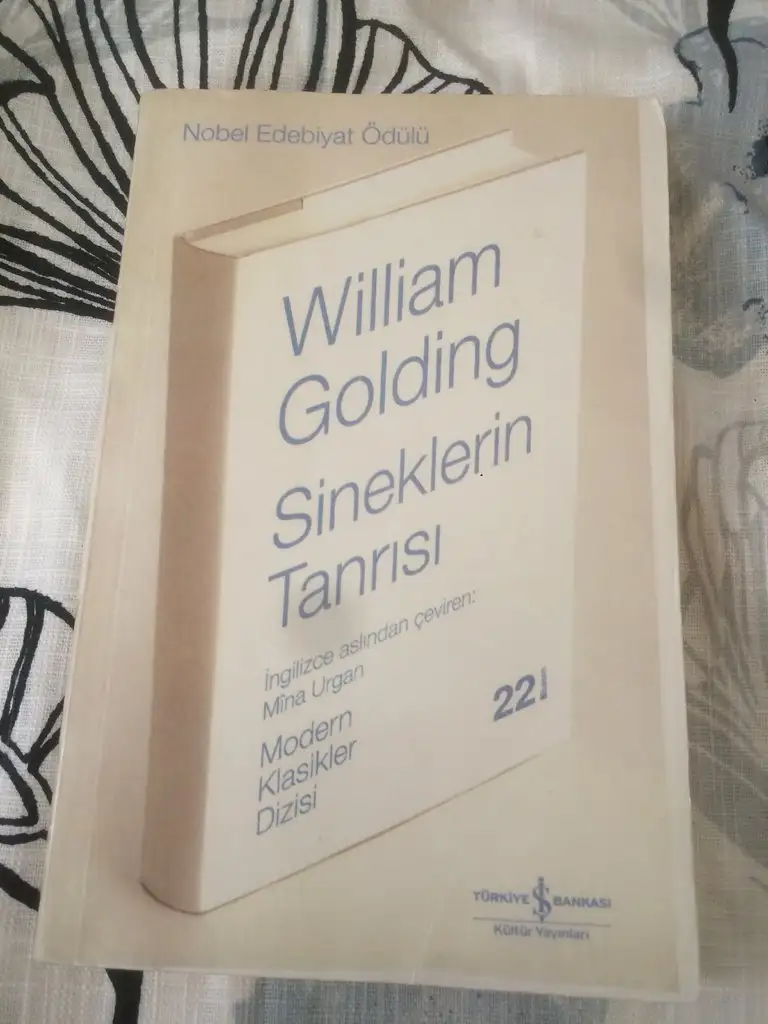 Nobel Edebiyat Ödülü
William
Golding
Sineklerin
Tanrısı
İngilizce aslından çeviren:
Mîna Urgan
Modern
Klasikler
Dizisi
22
TÜRKİYE İŞ BANKASI
Kültür Yayınları